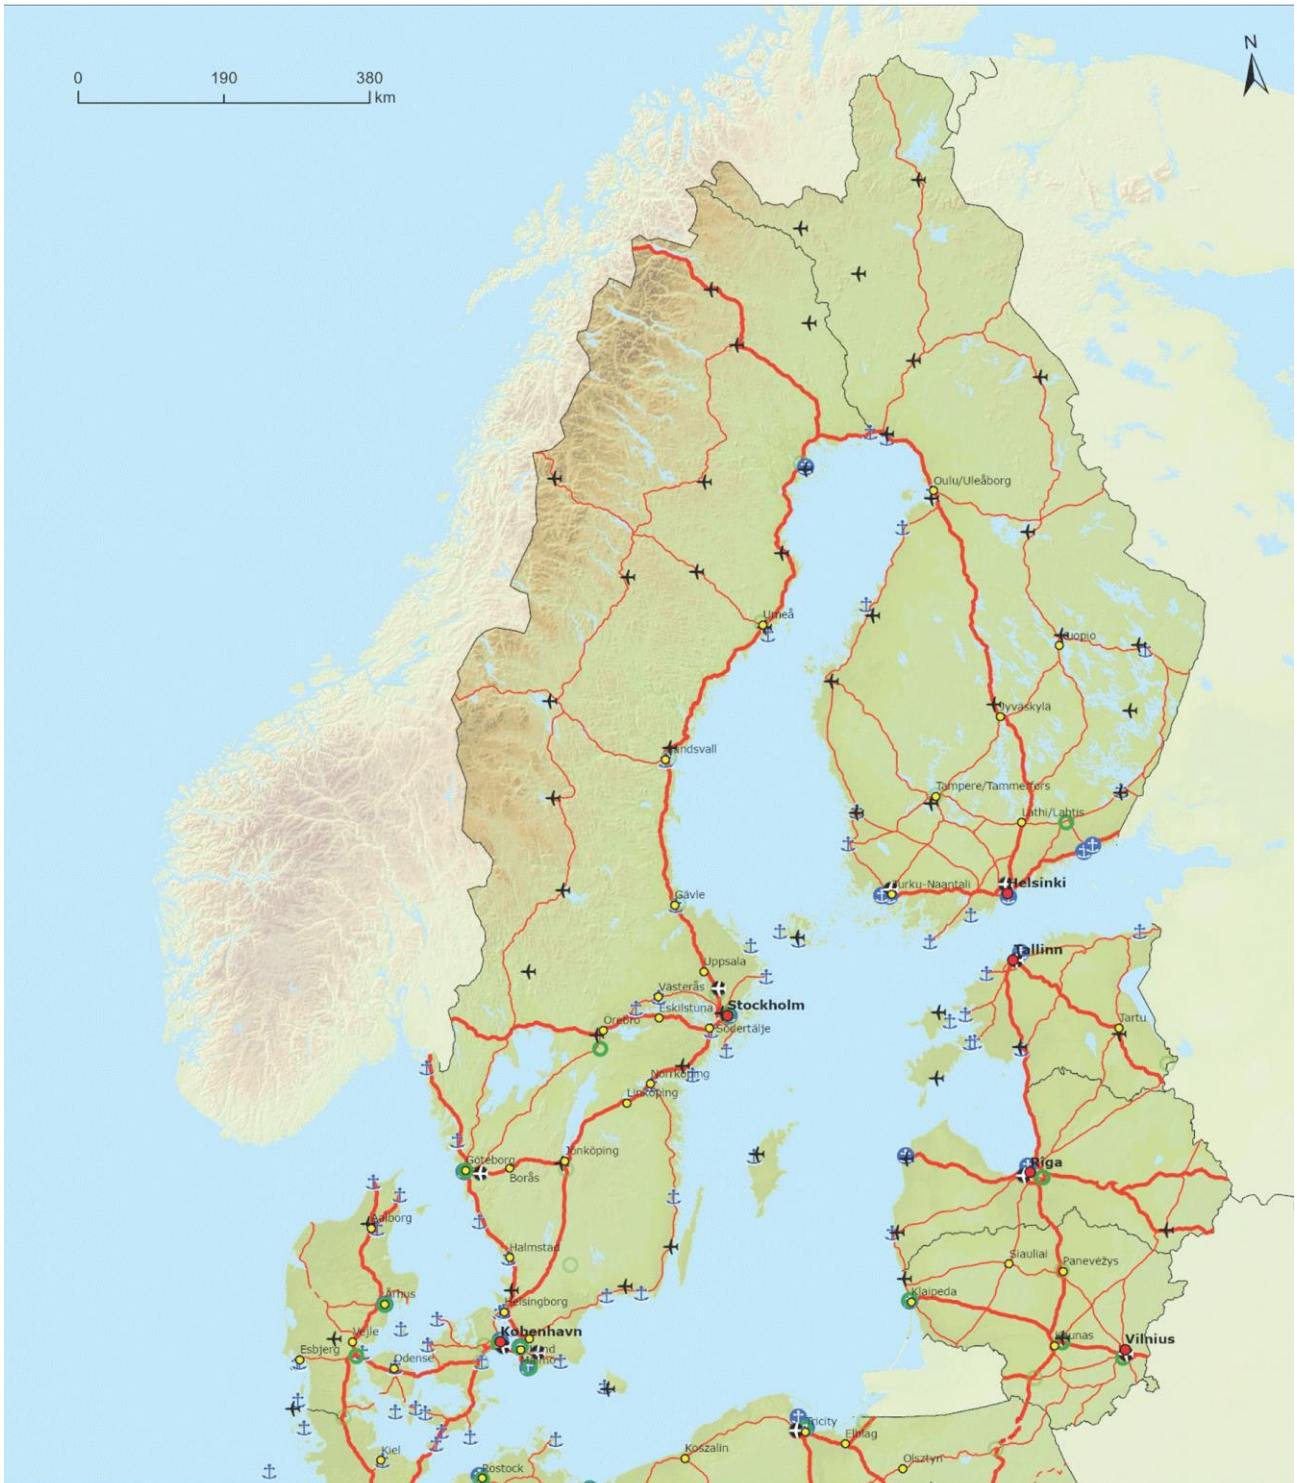 N
0 190 380
km
Oulu/Uleåborg
Umeå
Kuopio
Jyväskylä
Sundsvall
Tampere/Tammerfors
Lathi/Lahtis
Turku-Naantali
Helsinki
Gävle
Tallinn
Uppsala
Västerås
Stockholm
Eskilstuna
Örebro
Södertälje
Tartu
Norrköping
Linköping
Jönköping
Göteborg
Rīga
Borås
Aalborg
Halmstad
Siauliai
Panevėžys
Århus
Klaipeda
Helsingborg
København
Vejle
Kaunas
Vilnius
Esbjerg
Lund
Malmö
Odense
Tricity
Elblag
Kiel
Koszalin
Olsztyn
Rostock